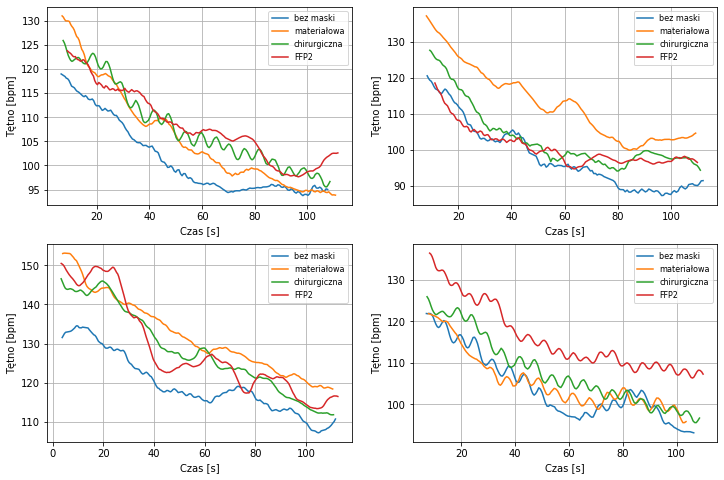 bez maski
materiałowa
chirurgiczna
FFP2
130
125
120
115
110
105
100
95
Tętno [bpm]
20 40 60 80 100
Czas [s]
bez maski
materiałowa
chirurgiczna
FFP2
130
120
110
100
90
Tętno [bpm]
20 40 60 80 100
Czas [s]
bez maski
materiałowa
chirurgiczna
FFP2
150
140
130
120
110
Tętno [bpm]
0 20 40 60 80 100
Czas [s]
bez maski
materiałowa
chirurgiczna
FFP2
130
120
110
100
Tętno [bpm]
20 40 60 80 100
Czas [s]